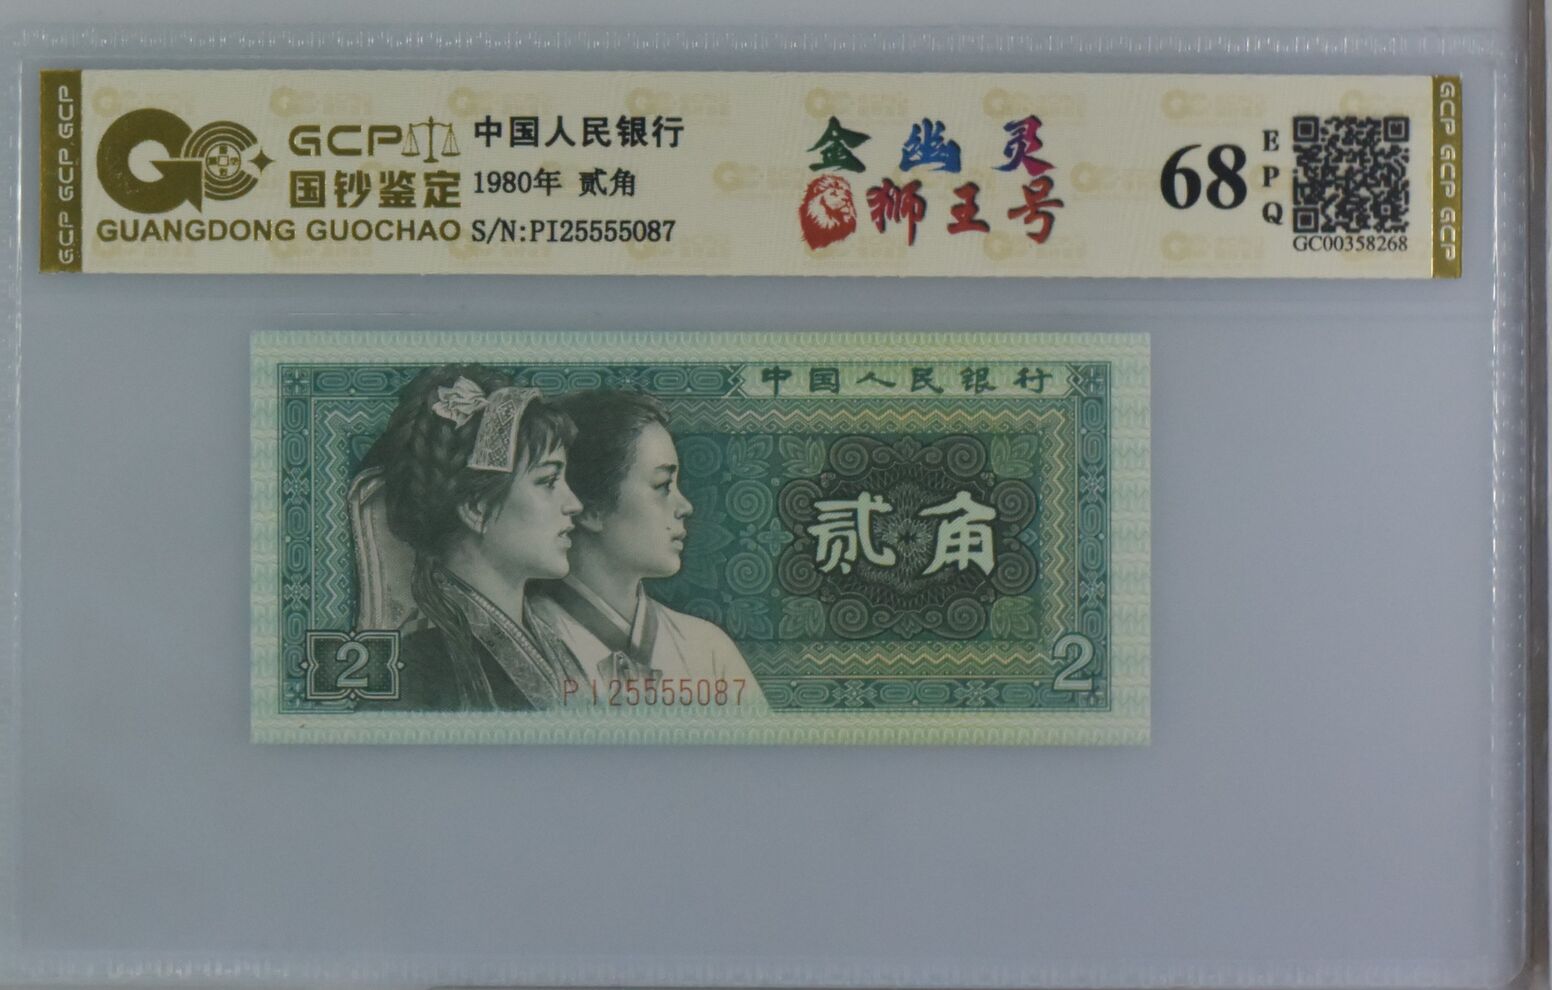 GCP.GCP GCP
GCP
国钞鉴定
GUANGDONG GUOCHAO
中国人民银行
1980年 贰角
S/N:PI25555087
金幽灵
狮王号
68
EPQ
GC00358268
GCP GCP GCP
中国人民银行
贰角
2
2
PI25555087